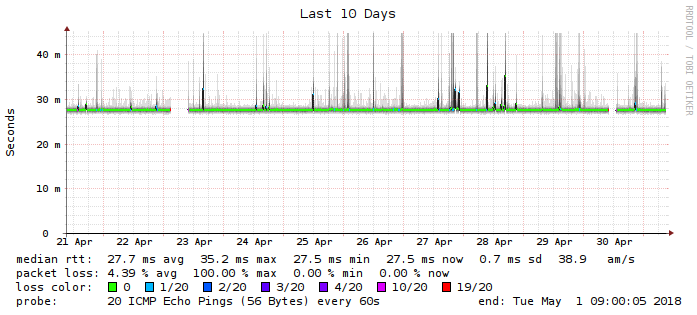 Last 10 Days
RRDTOOL / TOBI OETIKER
Seconds
40 m
30 m
20 m
10 m
0
21 Apr 22 Apr 23 Apr 24 Apr 25 Apr 26 Apr 27 Apr 28 Apr 29 Apr 30 Apr
median rtt: 27.7 ms avg 35.2 ms max 27.5 ms min 27.5 ms now 0.7 ms sd 38.9 am/s
packet loss: 4.39 % avg 100.00 % max 0.00 % min 0.00 % now
loss color: 0 1/20 2/20 3/20 4/20 10/20 19/20
probe: 20 ICMP Echo Pings (56 Bytes) every 60s end: Tue May 1 09:00:05 2018